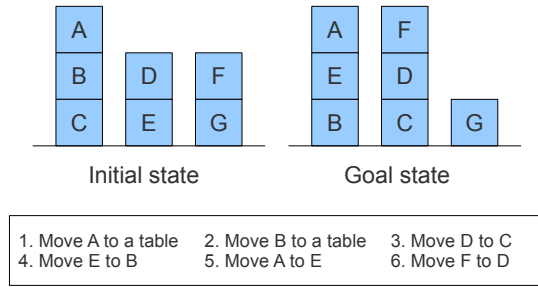 A A F
B D F E D
C E G B C G
Initial state Goal state
1. Move A to a table 2. Move B to a table 3. Move D to C
4. Move E to B 5. Move A to E 6. Move F to D